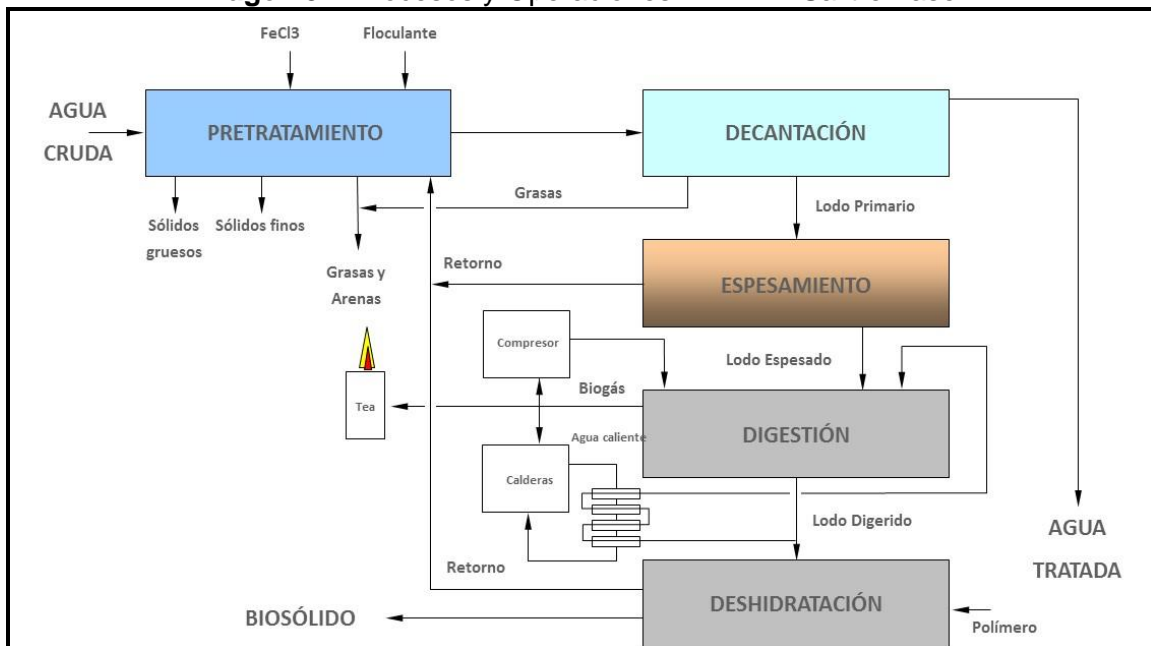 FeCl3
Floculante
AGUA
CRUDA
PRETRATAMIENTO
DECANTACIÓN
Grasas
Lodo Primario
Sólidos
gruesos
Sólidos finos
Grasas y
Arenas
Retorno
ESPESAMIENTO
Compresor
Lodo Espesado
Biogás
Tea
DIGESTIÓN
Agua caliente
Calderas
Lodo Digerido
AGUA
TRATADA
Retorno
DESHIDRATACIÓN
BIOSÓLIDO
Polímero